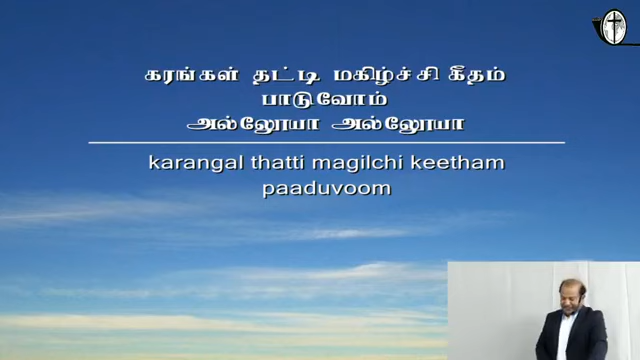 கரங்கள் தட்டி மகிழ்ச்சி கீதம்
பாடுவோம்
அல்லேலூயா அல்லேலூயா
karangal thatti magilchi keetham
paaduvoom